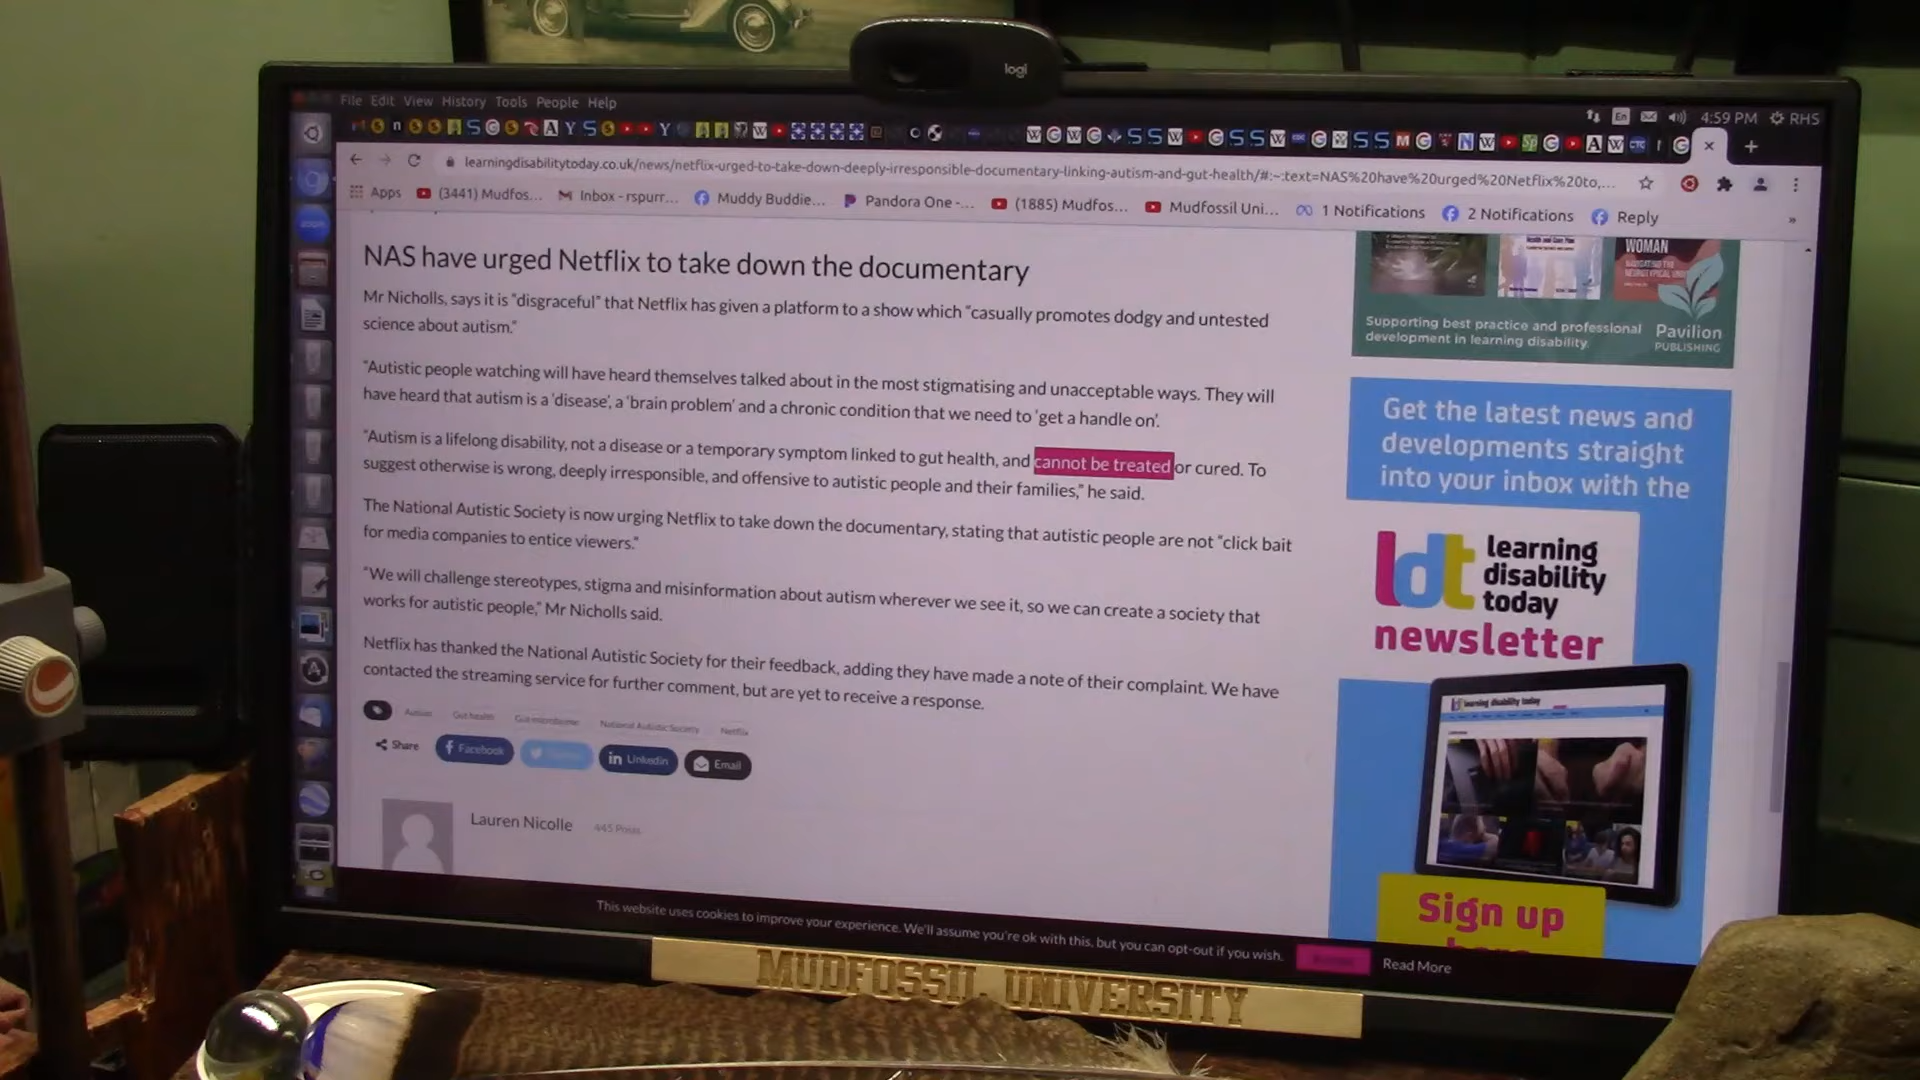 logi
File Edit View History Tools People Help
4:59 PM RHS
learningdisabilitytoday.co.uk/news/netflix-urged-to-take-down-deeply-irresponsible-documentary-linking-autism-and-gut-health/#:~:text=NAS%20have%20urged%20Netflix%20to,...
Apps (3441) Mudfos... Inbox - rspurr... Muddy Buddie... Pandora One -... (1885) Mudfos... Mudfossil Uni... 1 Notifications 2 Notifications Reply
NAS have urged Netflix to take down the documentary
Mr Nicholls, says it is "disgraceful" that Netflix has given a platform to a show which "casually promotes dodgy and untested
science about autism."
"Autistic people watching will have heard themselves talked about in the most stigmatising and unacceptable ways. They will
have heard that autism is a 'disease', a 'brain problem' and a chronic condition that we need to 'get a handle on'.
"Autism is a lifelong disability, not a disease or a temporary symptom linked to gut health, and cannot be treated or cured. To
suggest otherwise is wrong, deeply irresponsible, and offensive to autistic people and their families," he said.
The National Autistic Society is now urging Netflix to take down the documentary, stating that autistic people are not "click bait
for media companies to entice viewers."
"We will challenge stereotypes, stigma and misinformation about autism wherever we see it, so we can create a society that
works for autistic people," Mr Nicholls said.
Netflix has thanked the National Autistic Society for their feedback, adding they have made a note of their complaint. We have
contacted the streaming service for further comment, but are yet to receive a response.
Autism Gut health Gut microbiome National Autistic Society Netflix
Share Facebook Twitter Linkedin Email
Lauren Nicolle 445 Posts
WOMAN
Supporting best practice and professional
development in learning disability.
Pavilion
PUBLISHING
Get the latest news and
developments straight
into your inbox with the
ldt learning
disability
today
newsletter
learning disability today
Sign up
This website uses cookies to improve your experience. We'll assume you're ok with this, but you can opt-out if you wish.
Read More
MUDFOSSIL UNIVERSITY